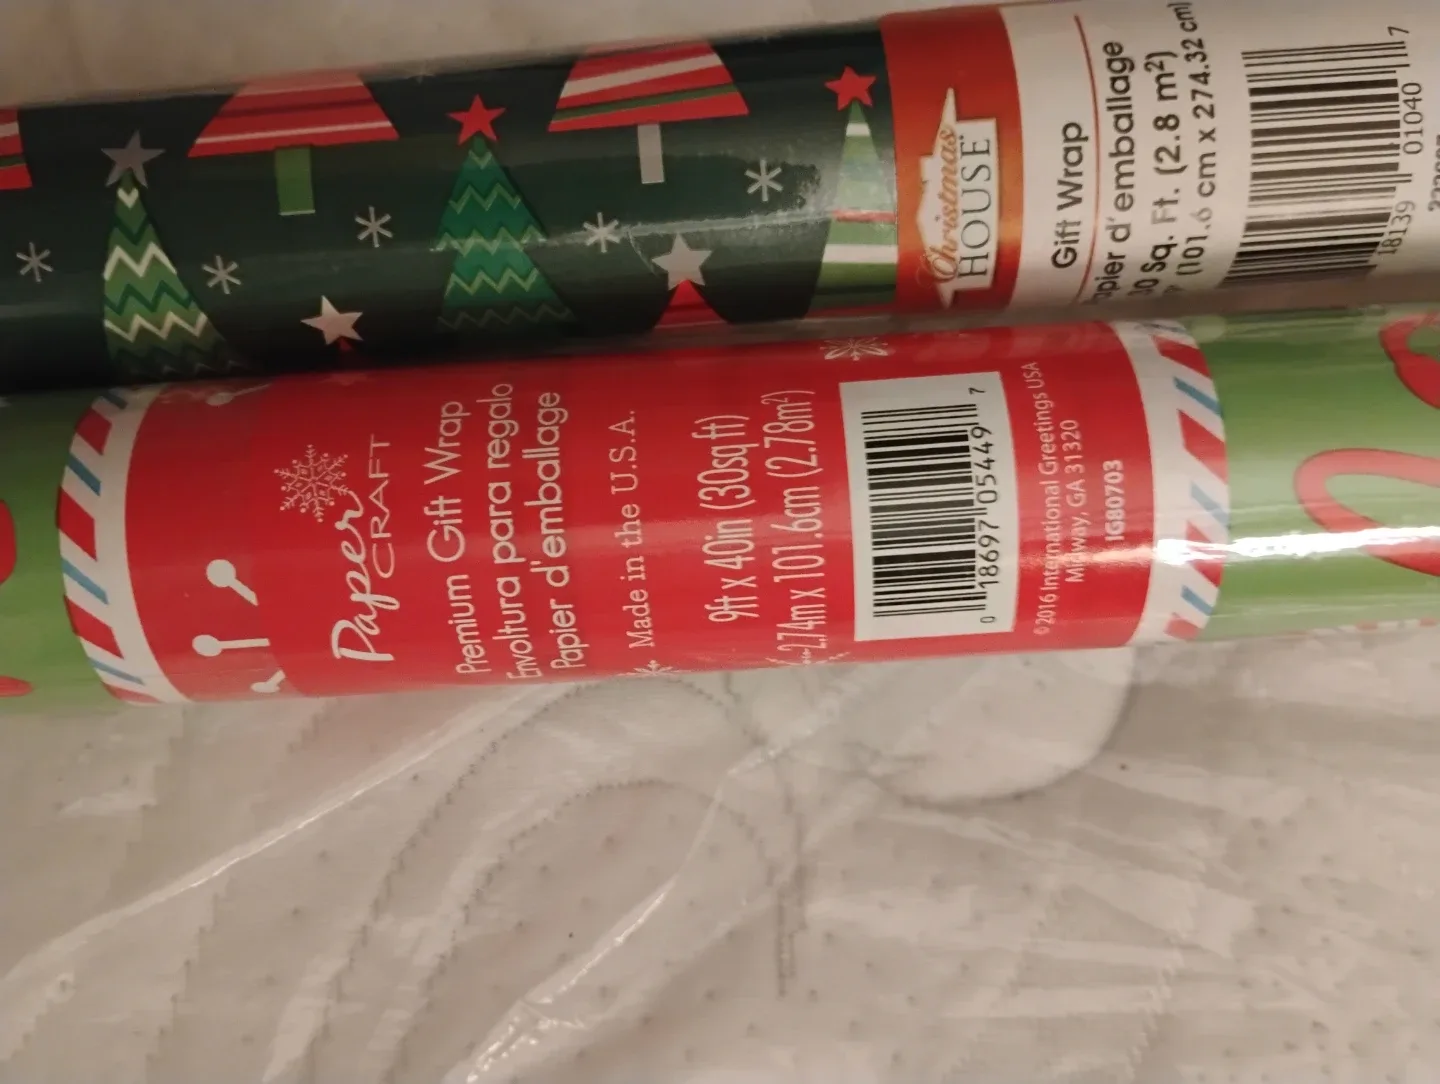 Christmas
HOUSE
Gift Wrap
d'emballage
Sq. Ft. (2.8 m²)
(101.6 cm x 274.32 cm)
18139 01040 7
Paper
CRAFT
Premium Gift Wrap
Envoltura para regalo
Papier d'emballage
Made in the U.S.A.
9ft x 40in (30sq ft)
2.74m x 101.6cm (2.78m²)
0 18697 05449 7
© 2016 International Greetings USA
Midway, GA 31320
IG80703